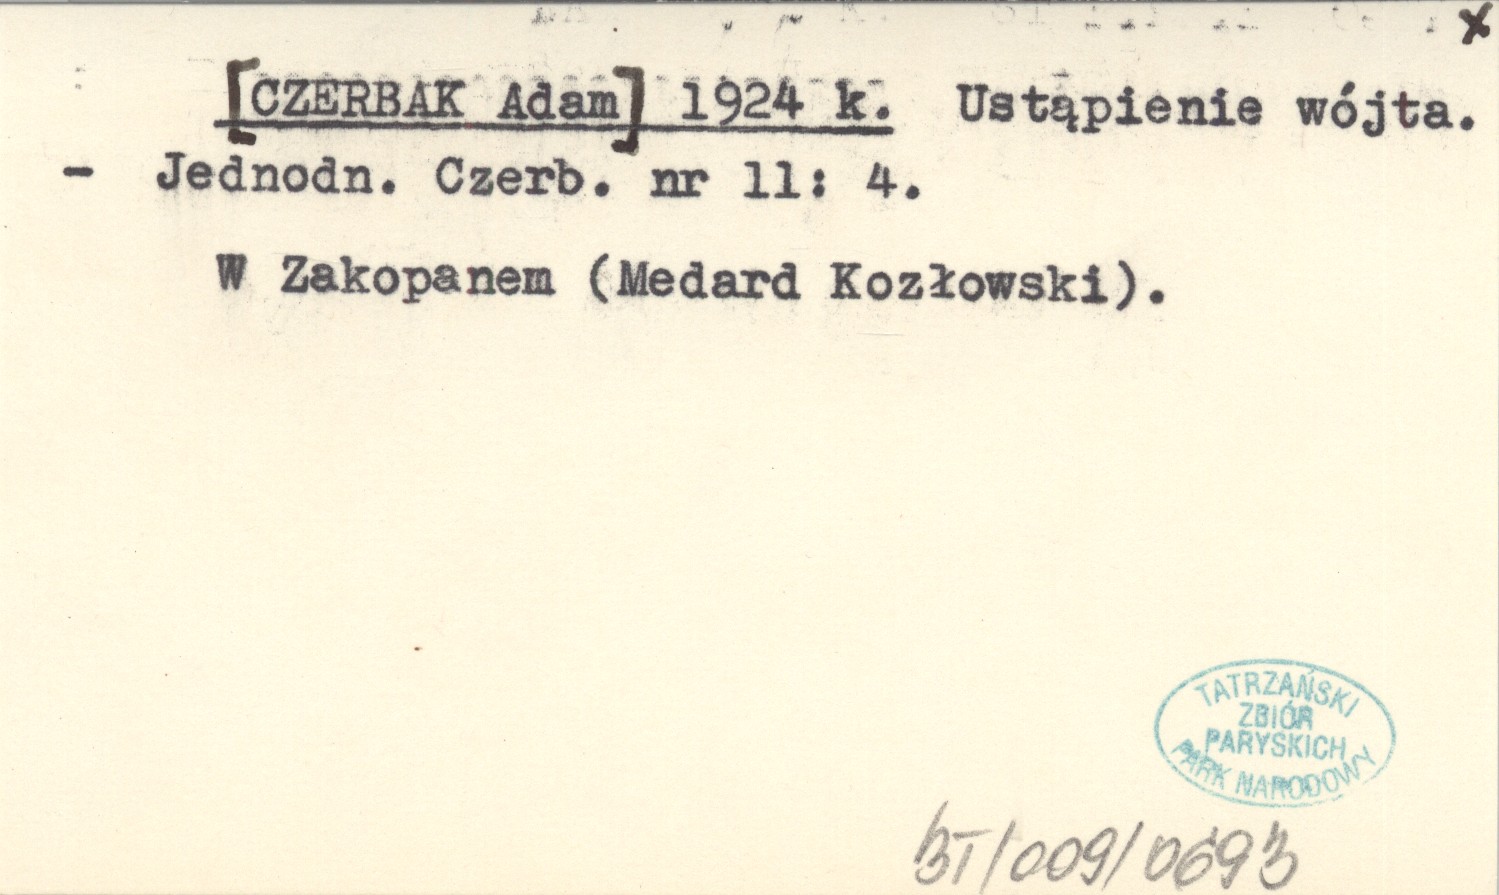 x
[CZERBAK Adam] 1924 k. Ustąpienie wójta.
- Jednodn. Czerb. nr 11: 4.
W Zakopanem (Medard Kozłowski).
TATRZAŃSKI
ZBIÓR
PARYSKICH
PARK NARODOWY
BT/009/0693